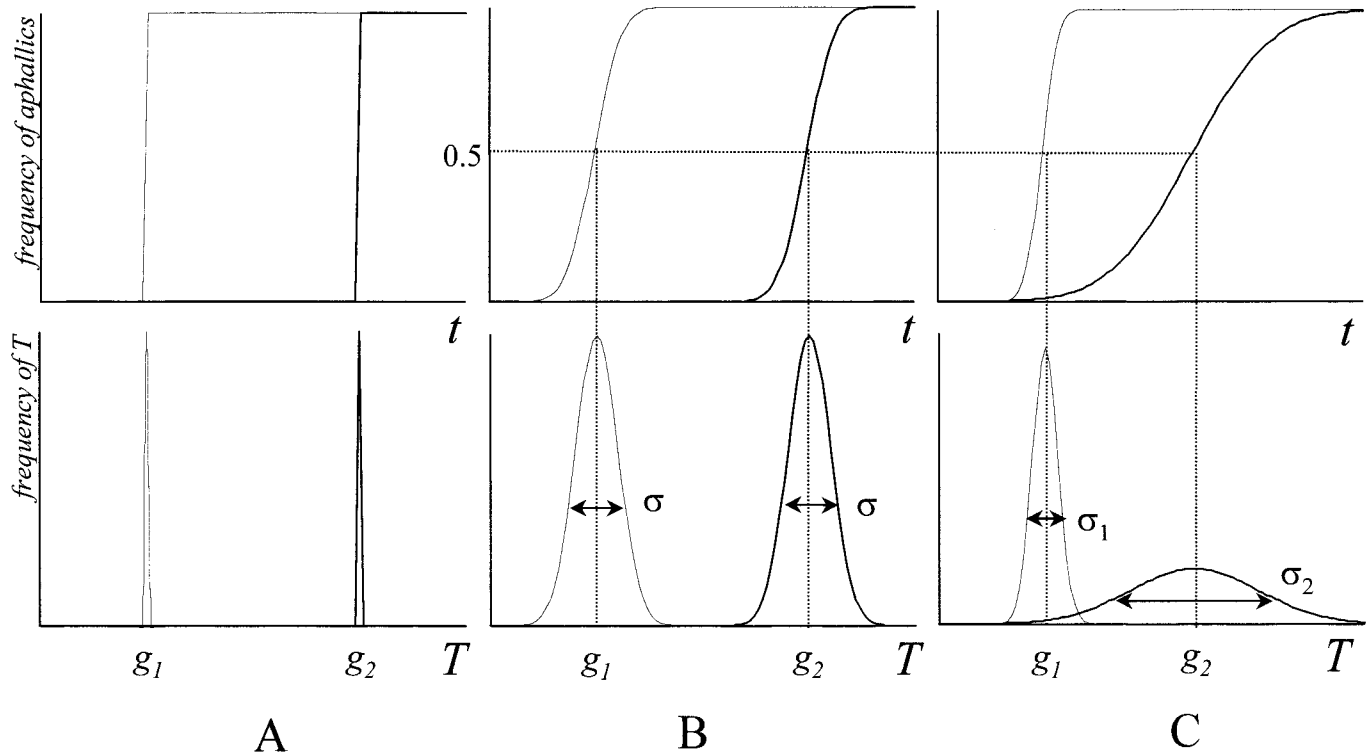 frequency of aphallics
0.5
t
t
frequency of T
σ
σ
σ₁
σ₂
g₁ g₂ T g₁ g₂ g₁ g₂ T
A B C